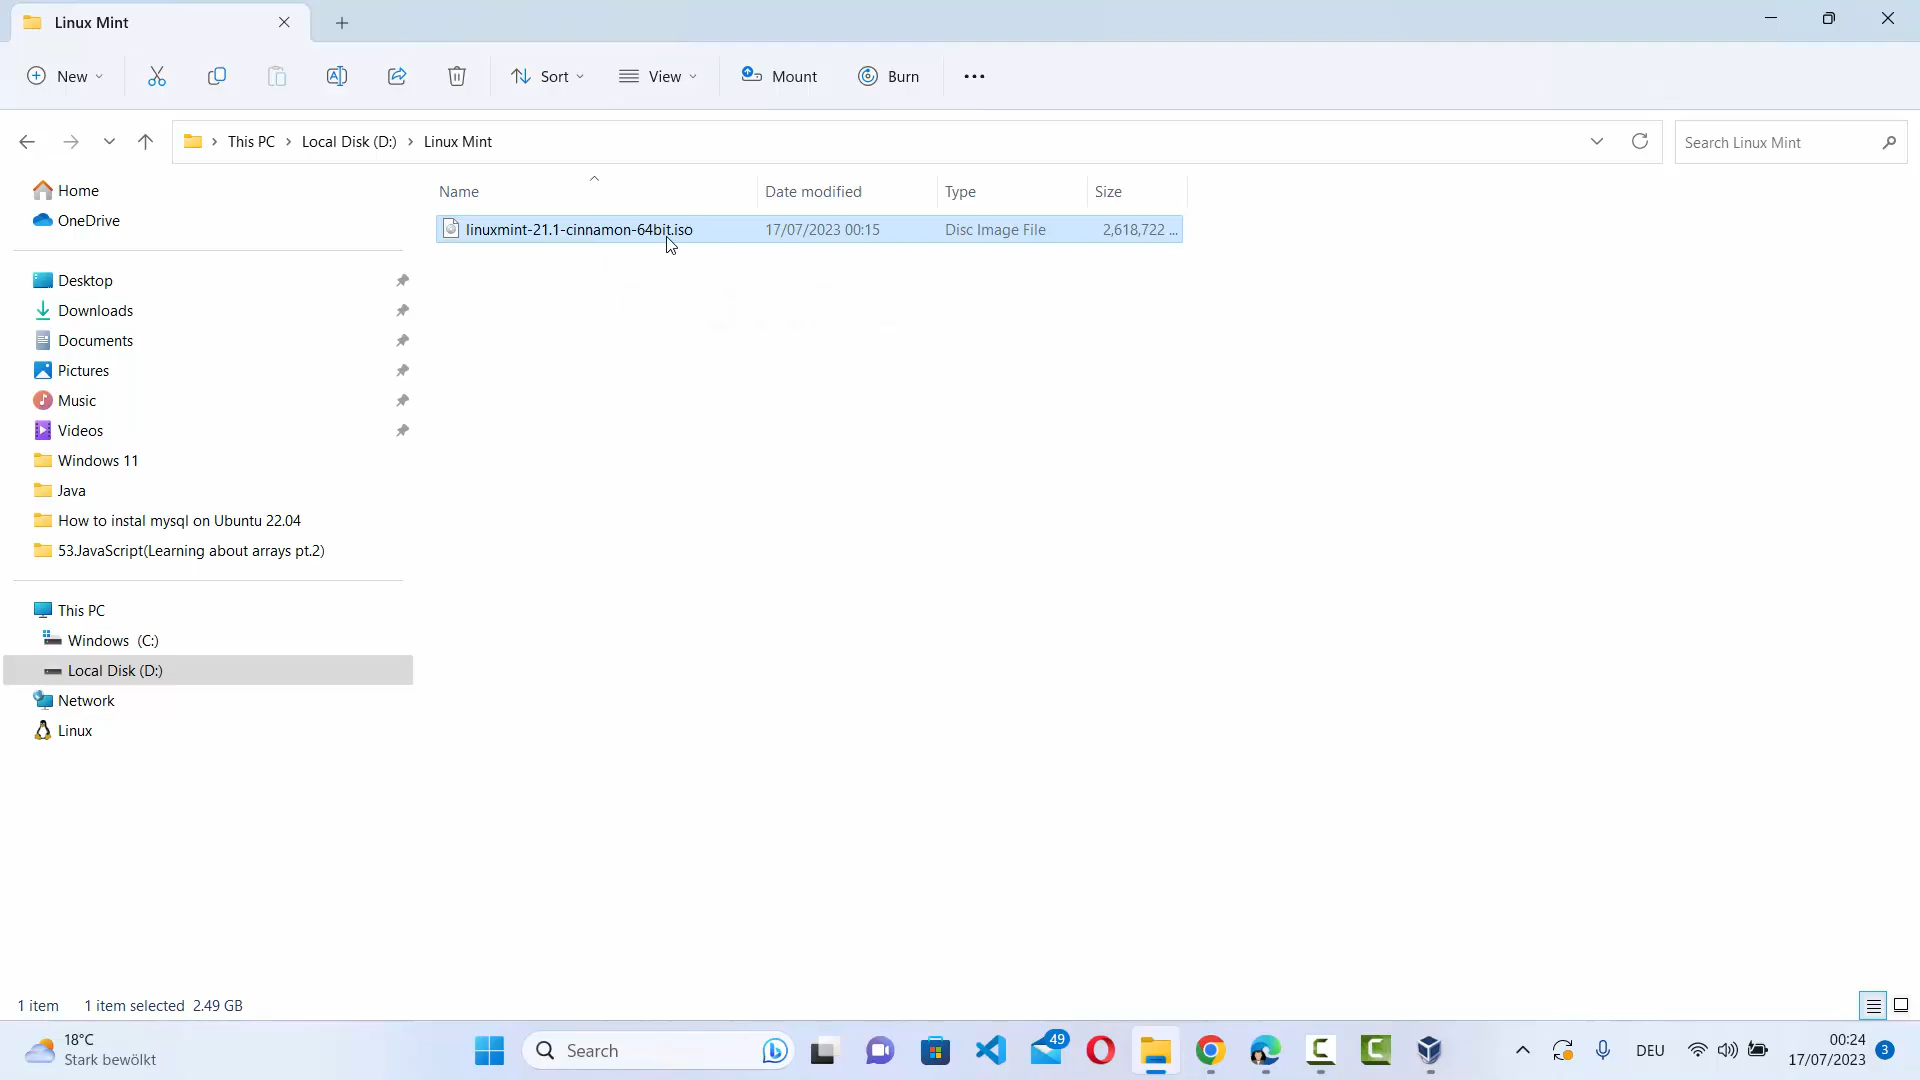 Linux Mint
New
Sort
View
Mount
Burn
This PC
Local Disk (D:)
Linux Mint
Search Linux Mint
Name
Date modified
Type
Size
linuxmint-21.1-cinnamon-64bit.iso
17/07/2023 00:15
Disc Image File
2,618,722 ...
Home
OneDrive
Desktop
Downloads
Documents
Pictures
Music
Videos
Windows 11
Java
How to instal mysql on Ubuntu 22.04
53.JavaScript(Learning about arrays pt.2)
This PC
Windows (C:)
Local Disk (D:)
Network
Linux
1 item
1 item selected 2.49 GB
18°C
Stark bewölkt
Search
49
DEU
00:24
17/07/2023
3